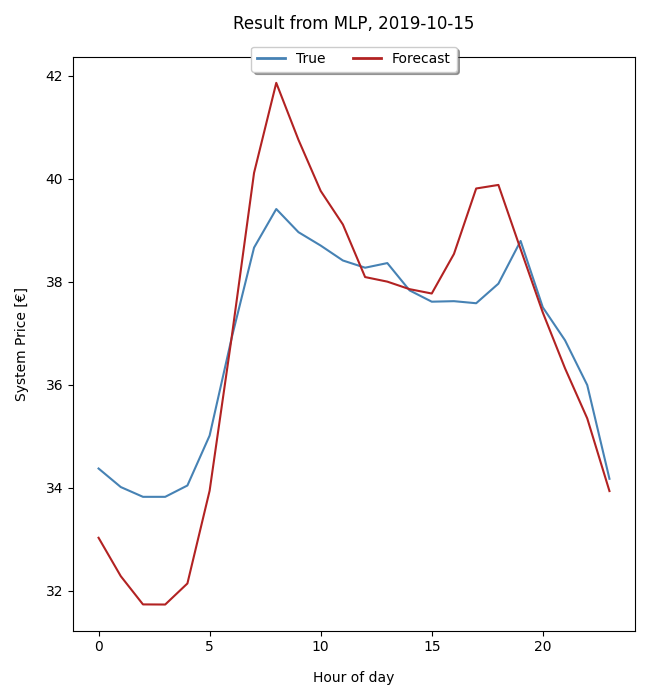 Result from MLP, 2019-10-15
True Forecast
42
40
38
36
34
32
System Price [€]
0 5 10 15 20
Hour of day